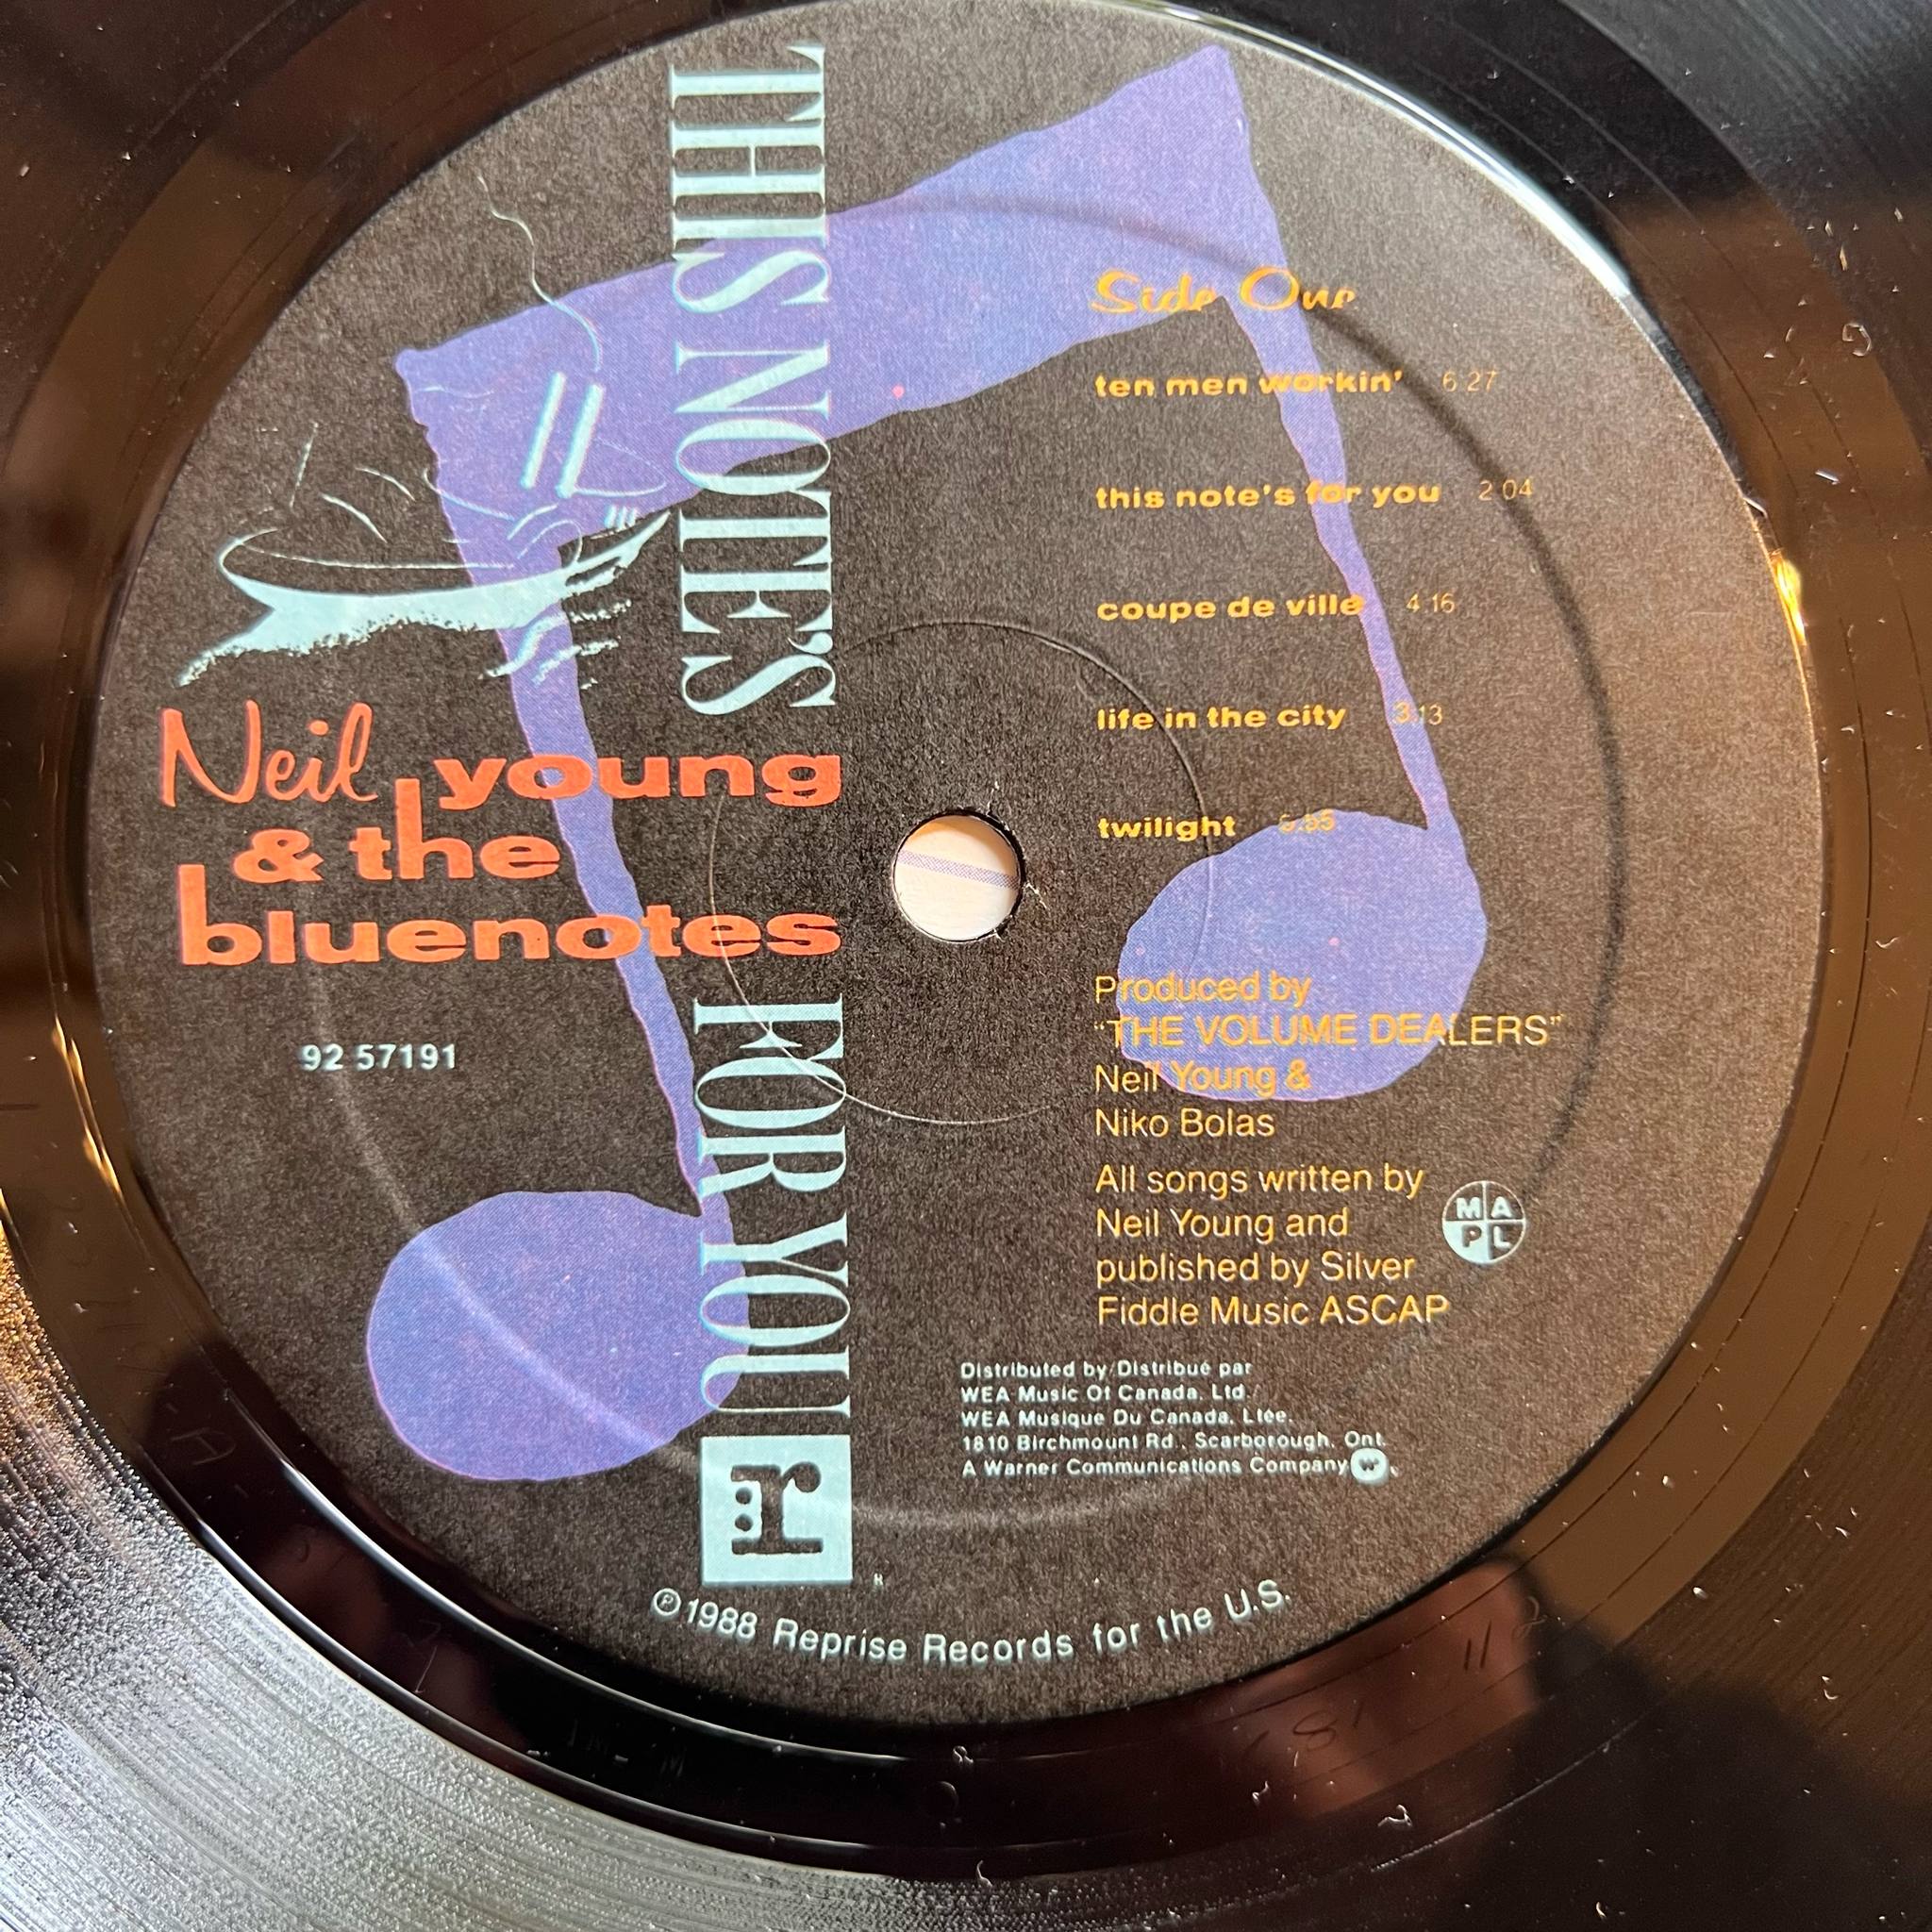 THIS NOTE'S FOR YOU
Neil young
& the
bluenotes
92 57191
Side One
ten men workin' 6 27
this note's for you 2 04
coupe de ville 4 16
life in the city 3.13
twilight
Produced by
“THE VOLUME DEALERS”
Neil Young &
Niko Bolas
All songs written by
Neil Young and
published by Silver
Fiddle Music ASCAP
MAPL
Distributed by/Distribué par
WEA Music Of Canada, Ltd./
WEA Musique Du Canada, Ltée.
1810 Birchmount Rd., Scarborough, Ont.
A Warner Communications Company
r:
℗ 1988 Reprise Records for the U.S.